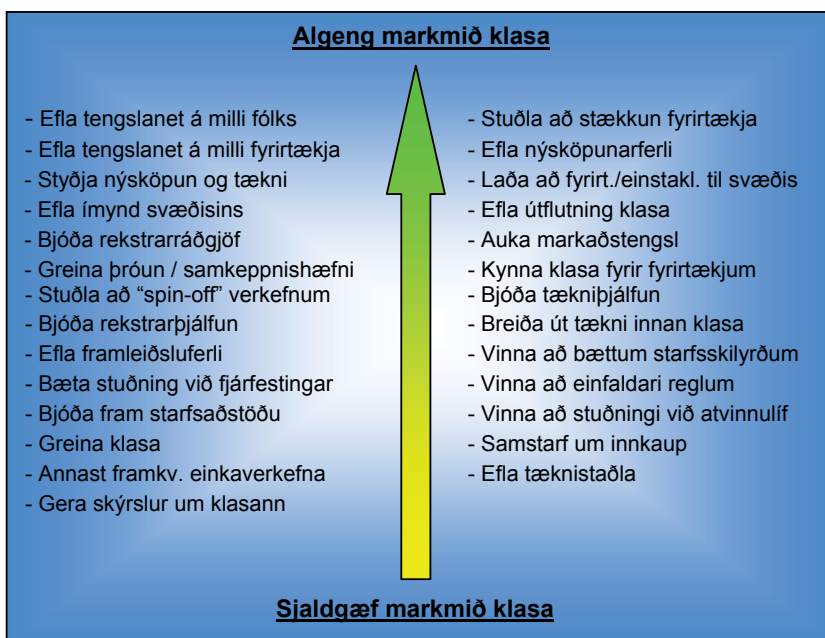 Algeng markmið klasa
- Efla tengslanet á milli fólks
- Efla tengslanet á milli fyrirtækja
- Styðja nýsköpun og tækni
- Efla ímynd svæðisins
- Bjóða rekstrarráðgjöf
- Greina þróun / samkeppnishæfni
- Stuðla að “spin-off” verkefnum
- Bjóða rekstrarþjálfun
- Efla framleiðsluferli
- Bæta stuðning við fjárfestingar
- Bjóða fram starfsaðstöðu
- Greina klasa
- Annast framkv. einkaverkefna
- Gera skýrslur um klasann
- Stuðla að stækkun fyrirtækja
- Efla nýsköpunarferli
- Laða að fyrirt./einstakl. til svæðis
- Efla útflutning klasa
- Auka markaðstengsl
- Kynna klasa fyrir fyrirtækjum
- Bjóða tækniþjálfun
- Breiða út tækni innan klasa
- Vinna að bættum starfsskilyrðum
- Vinna að einfaldari reglum
- Vinna að stuðningi við atvinnulíf
- Samstarf um innkaup
- Efla tæknistaðla
Sjaldgæf markmið klasa